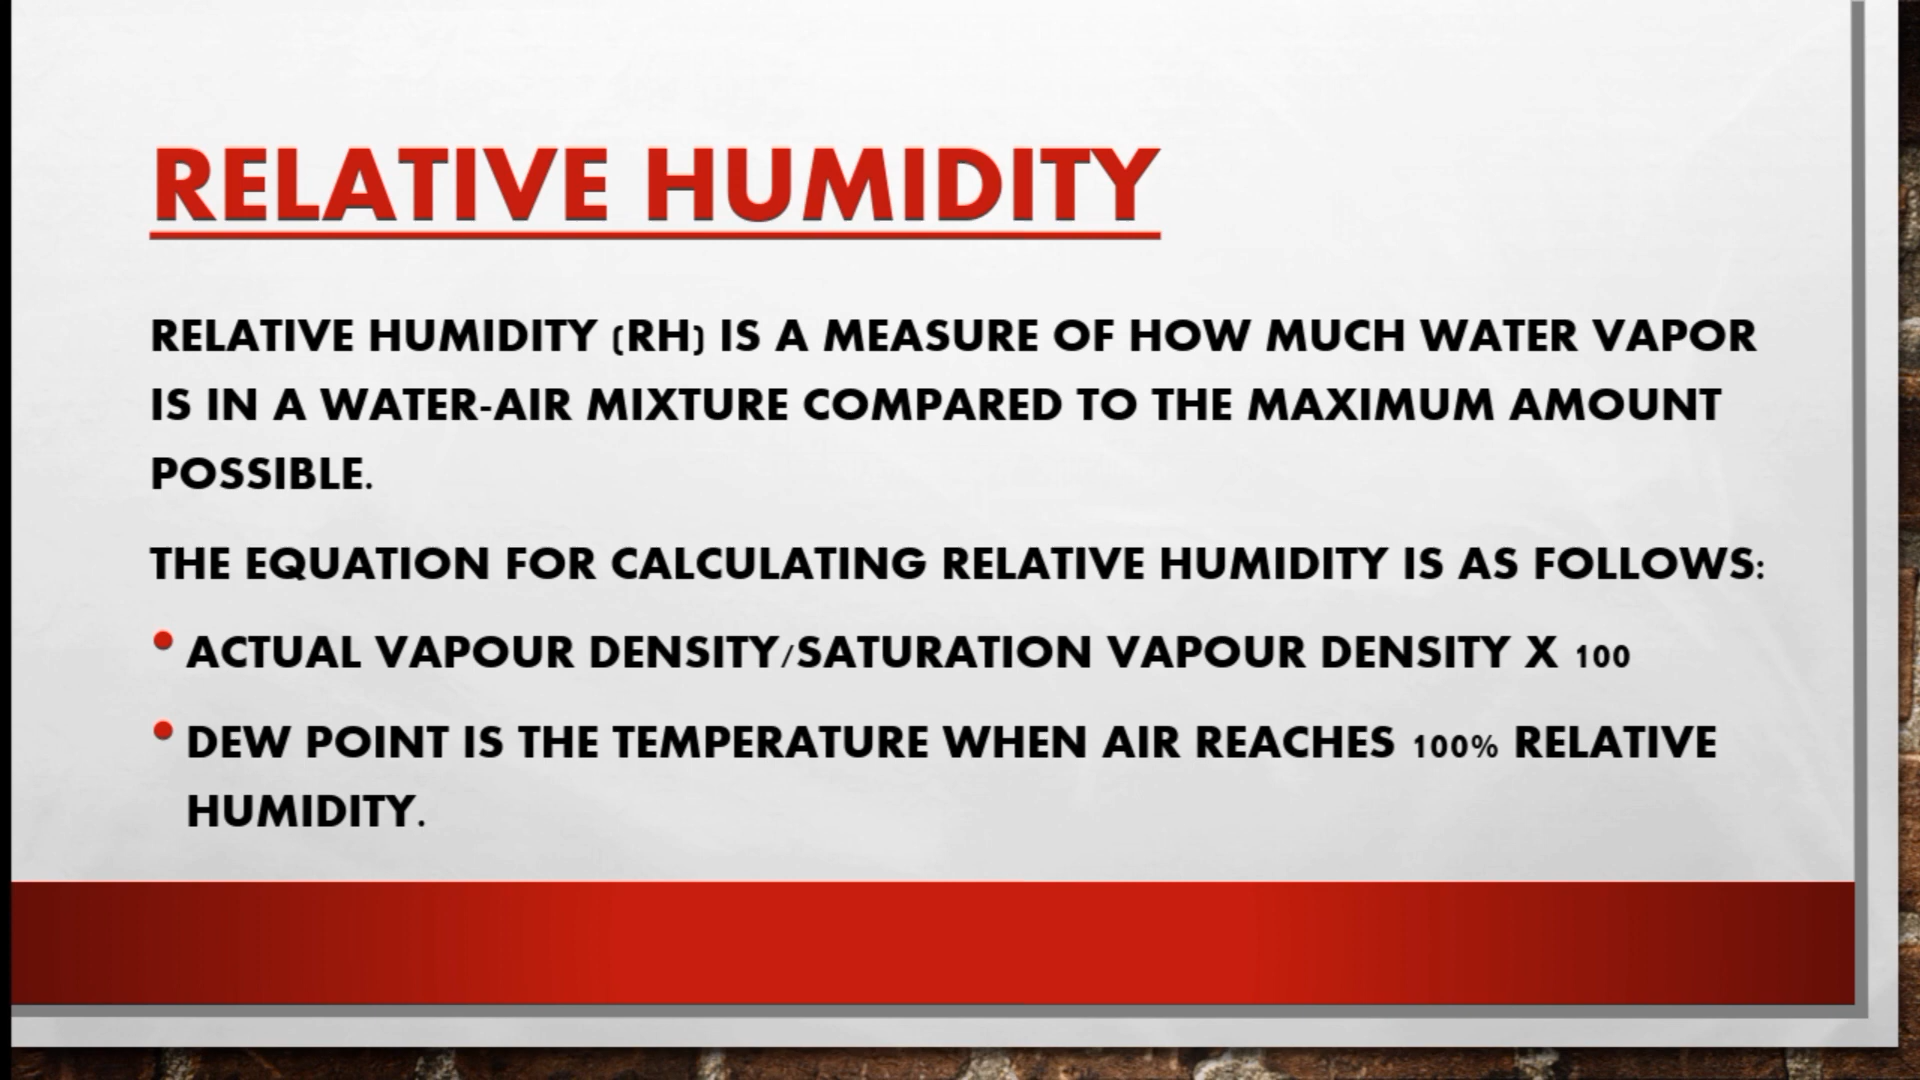 RELATIVE HUMIDITY
RELATIVE HUMIDITY (RH) IS A MEASURE OF HOW MUCH WATER VAPOR
IS IN A WATER-AIR MIXTURE COMPARED TO THE MAXIMUM AMOUNT
POSSIBLE.
THE EQUATION FOR CALCULATING RELATIVE HUMIDITY IS AS FOLLOWS:
• ACTUAL VAPOUR DENSITY/SATURATION VAPOUR DENSITY X 100
• DEW POINT IS THE TEMPERATURE WHEN AIR REACHES 100% RELATIVE
HUMIDITY.